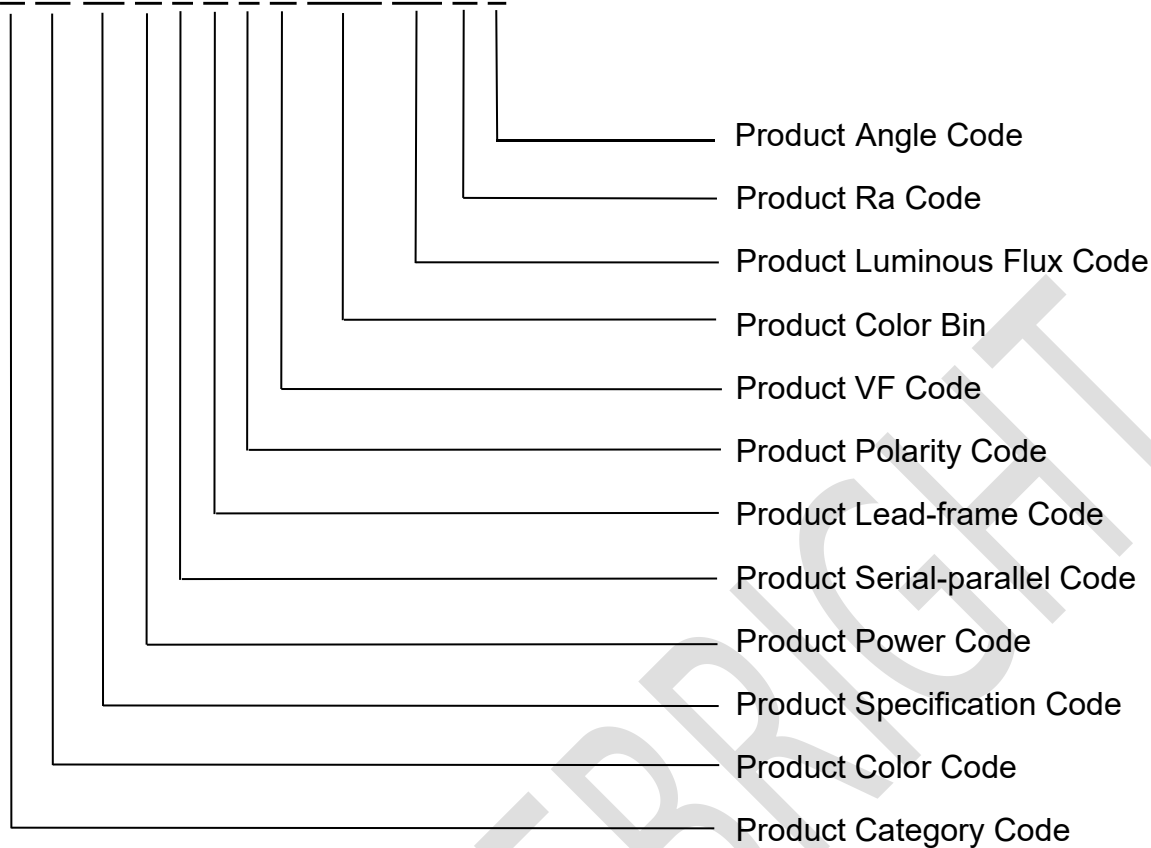 Product Angle Code
Product Ra Code
Product Luminous Flux Code
Product Color Bin
Product VF Code
Product Polarity Code
Product Lead-frame Code
Product Serial-parallel Code
Product Power Code
Product Specification Code
Product Color Code
Product Category Code